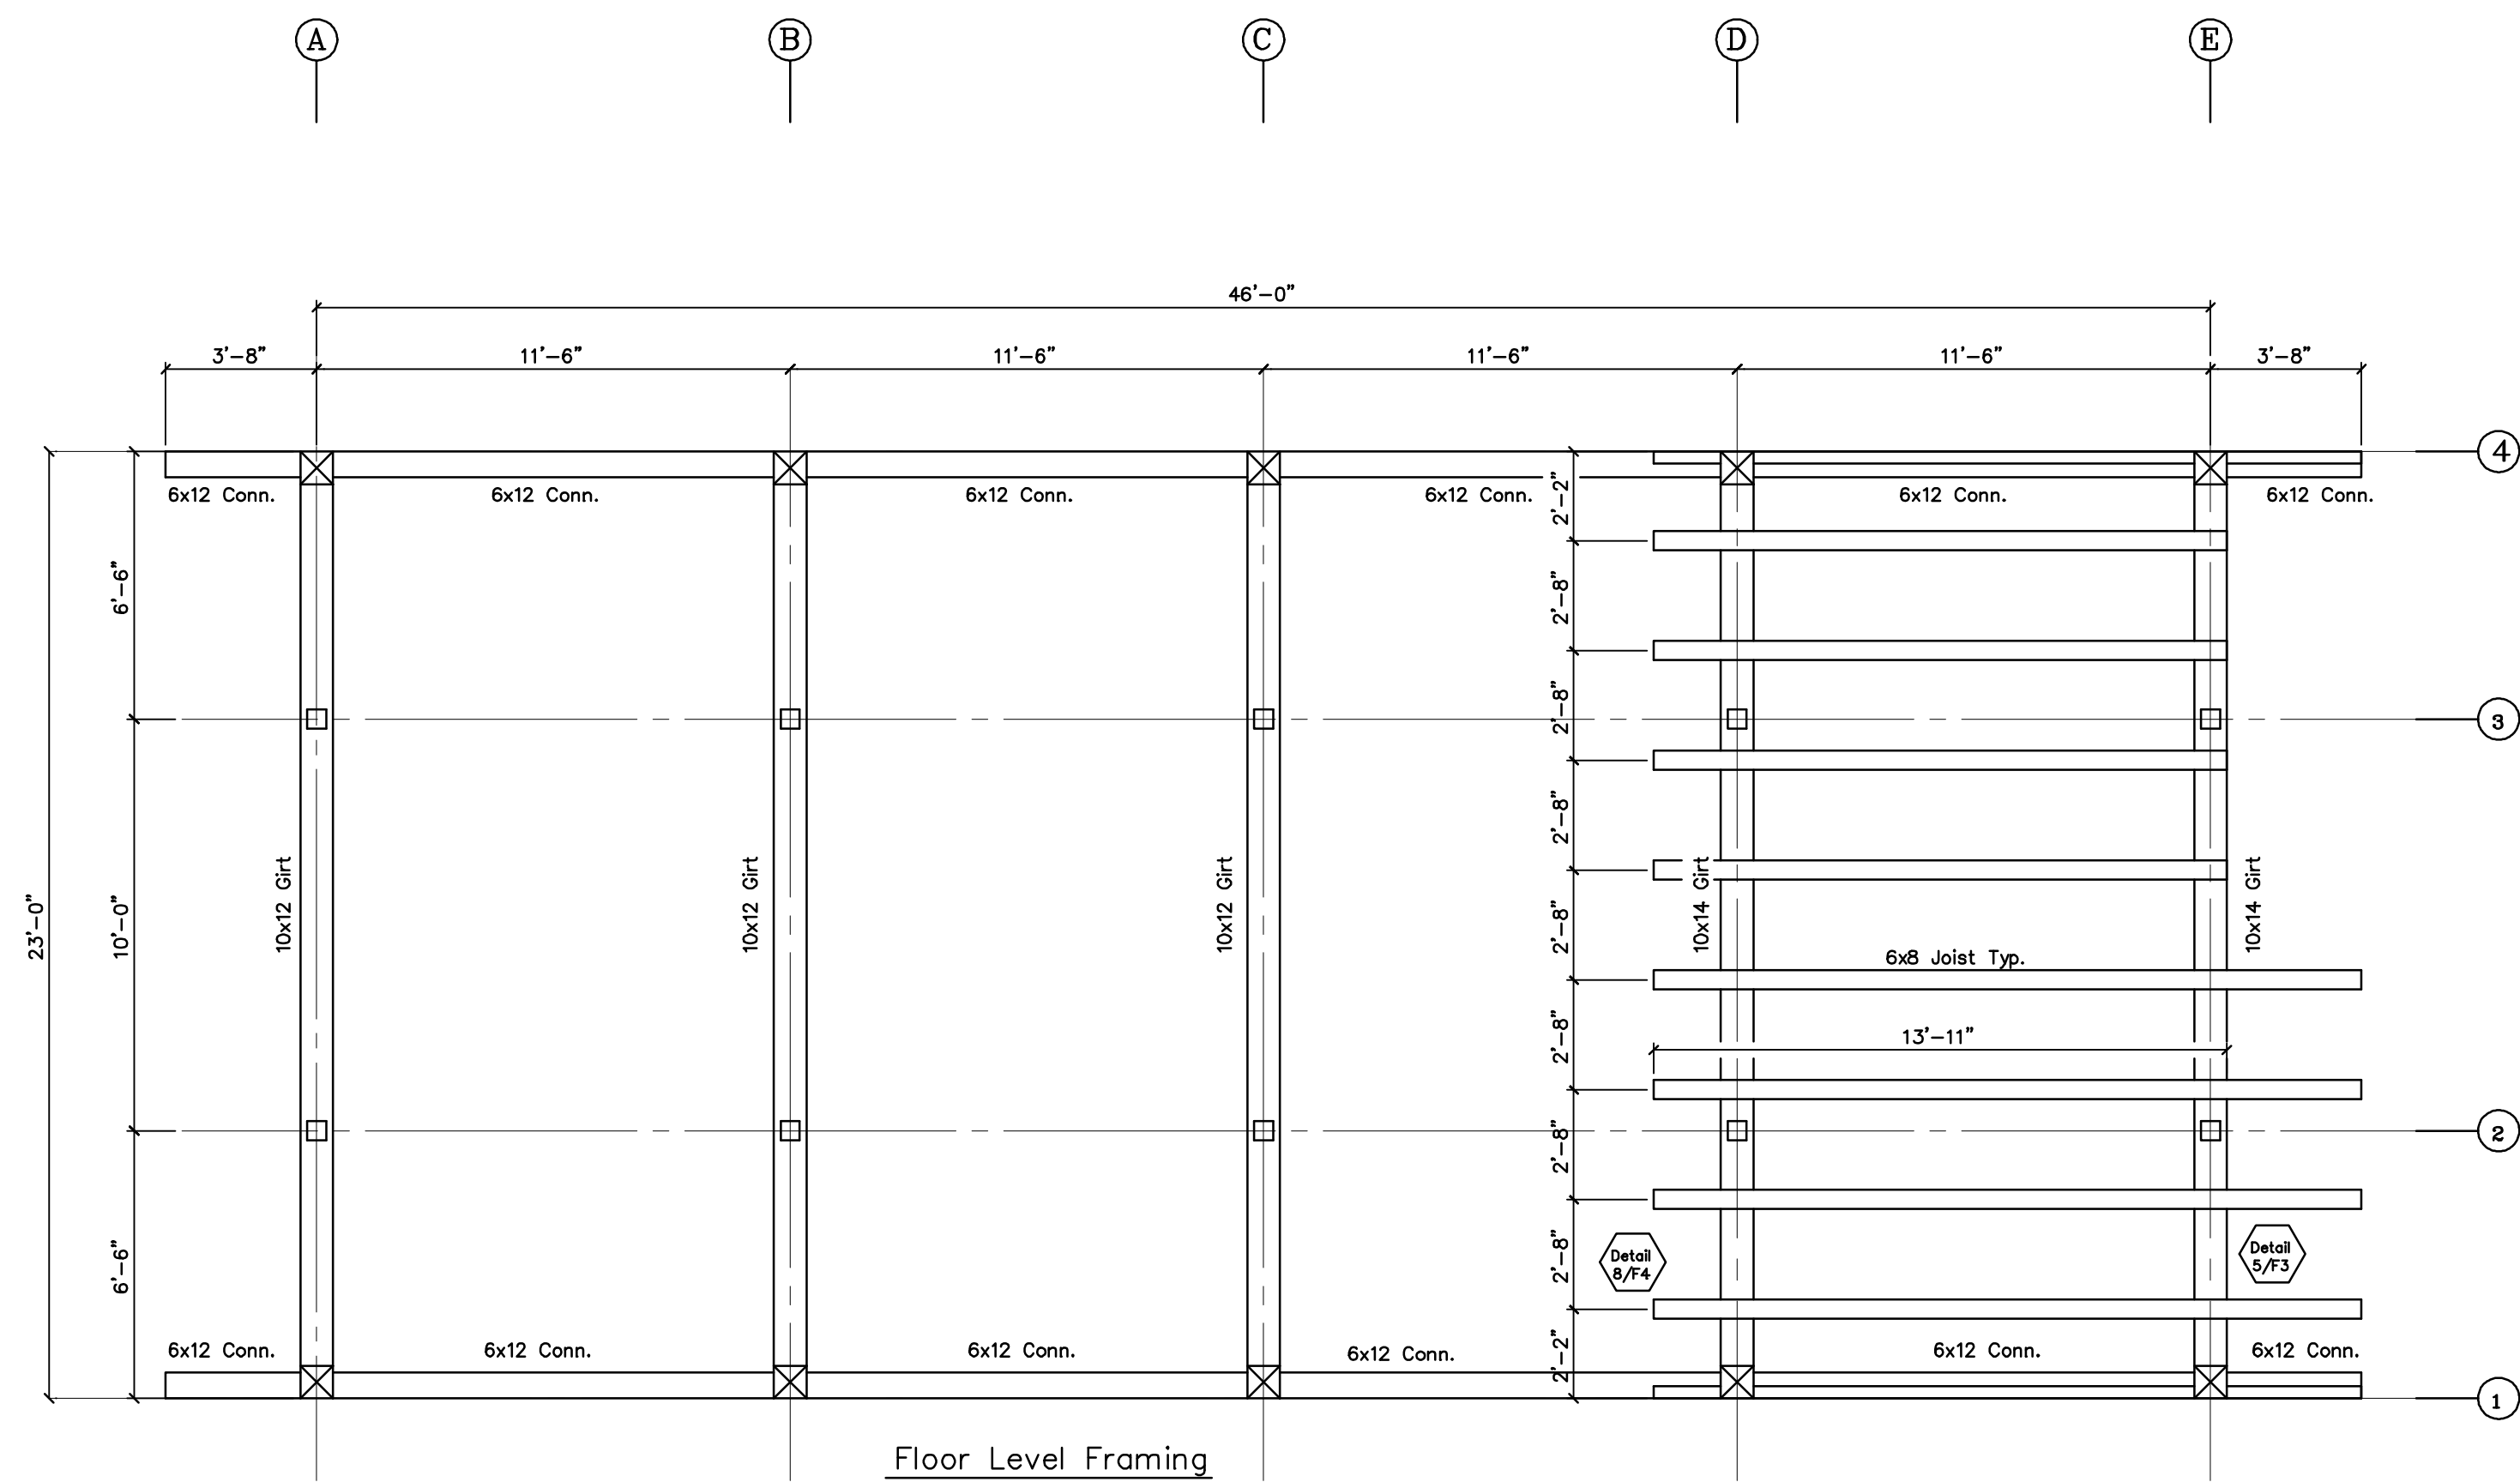 A B C D E
46'-0"
3'-8" 11'-6" 11'-6" 11'-6" 11'-6" 3'-8"
4
6x12 Conn. 6x12 Conn. 6x12 Conn. 6x12 Conn. 6x12 Conn. 6x12 Conn.
2'-2"
6'-6"
2'-8"
2'-8"
3
2'-8"
23'-0"
10'-0"
10x12 Girt
10x12 Girt
10x12 Girt
2'-8"
10x14 Girt
10x14 Girt
6x8 Joist Typ.
2'-8"
13'-11"
2'-8"
2
6'-6"
2'-8"
Detail
8/F4
Detail
5/F3
2'-2"
6x12 Conn. 6x12 Conn. 6x12 Conn. 6x12 Conn. 6x12 Conn. 6x12 Conn.
1
Floor Level Framing